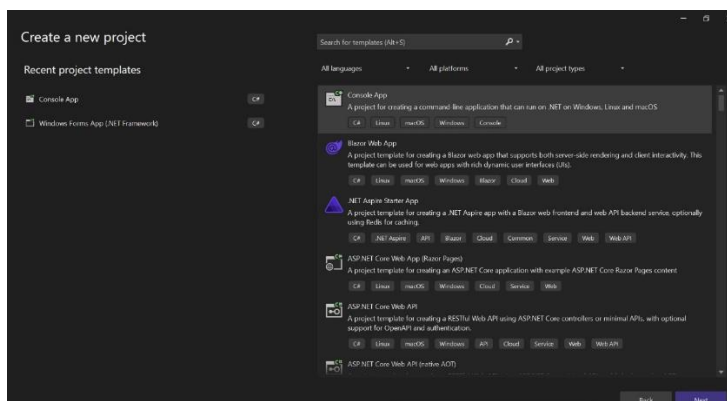 Create a new project
Search for templates (Alt+S)
Recent project templates
All languages
All platforms
All project types
Console App
C#
Windows Forms App (.NET Framework)
C#
Console App
A project for creating a command-line application that can run on .NET on Windows, Linux and macOS
C# Linux macOS Windows Console
Blazor Web App
A project template for creating a Blazor web app that supports both server-side rendering and client interactivity. This
template can be used for web apps with rich dynamic user interfaces (UIs).
C# Linux macOS Windows Blazor Cloud Web
.NET Aspire Starter App
A project template for creating a .NET Aspire app with a Blazor web frontend and web API backend service, optionally
using Redis for caching.
C# .NET Aspire API Blazor Cloud Common Service Web Web API
ASP.NET Core Web App (Razor Pages)
A project template for creating an ASP.NET Core application with example ASP.NET Core Razor Pages content
C# Linux macOS Windows Cloud Service Web
ASP.NET Core Web API
A project template for creating a RESTful Web API using ASP.NET Core controllers or minimal APIs, with optional
support for OpenAPI and authentication.
C# Linux macOS Windows API Cloud Service Web Web API
ASP.NET Core Web API (native AOT)
Back
Next